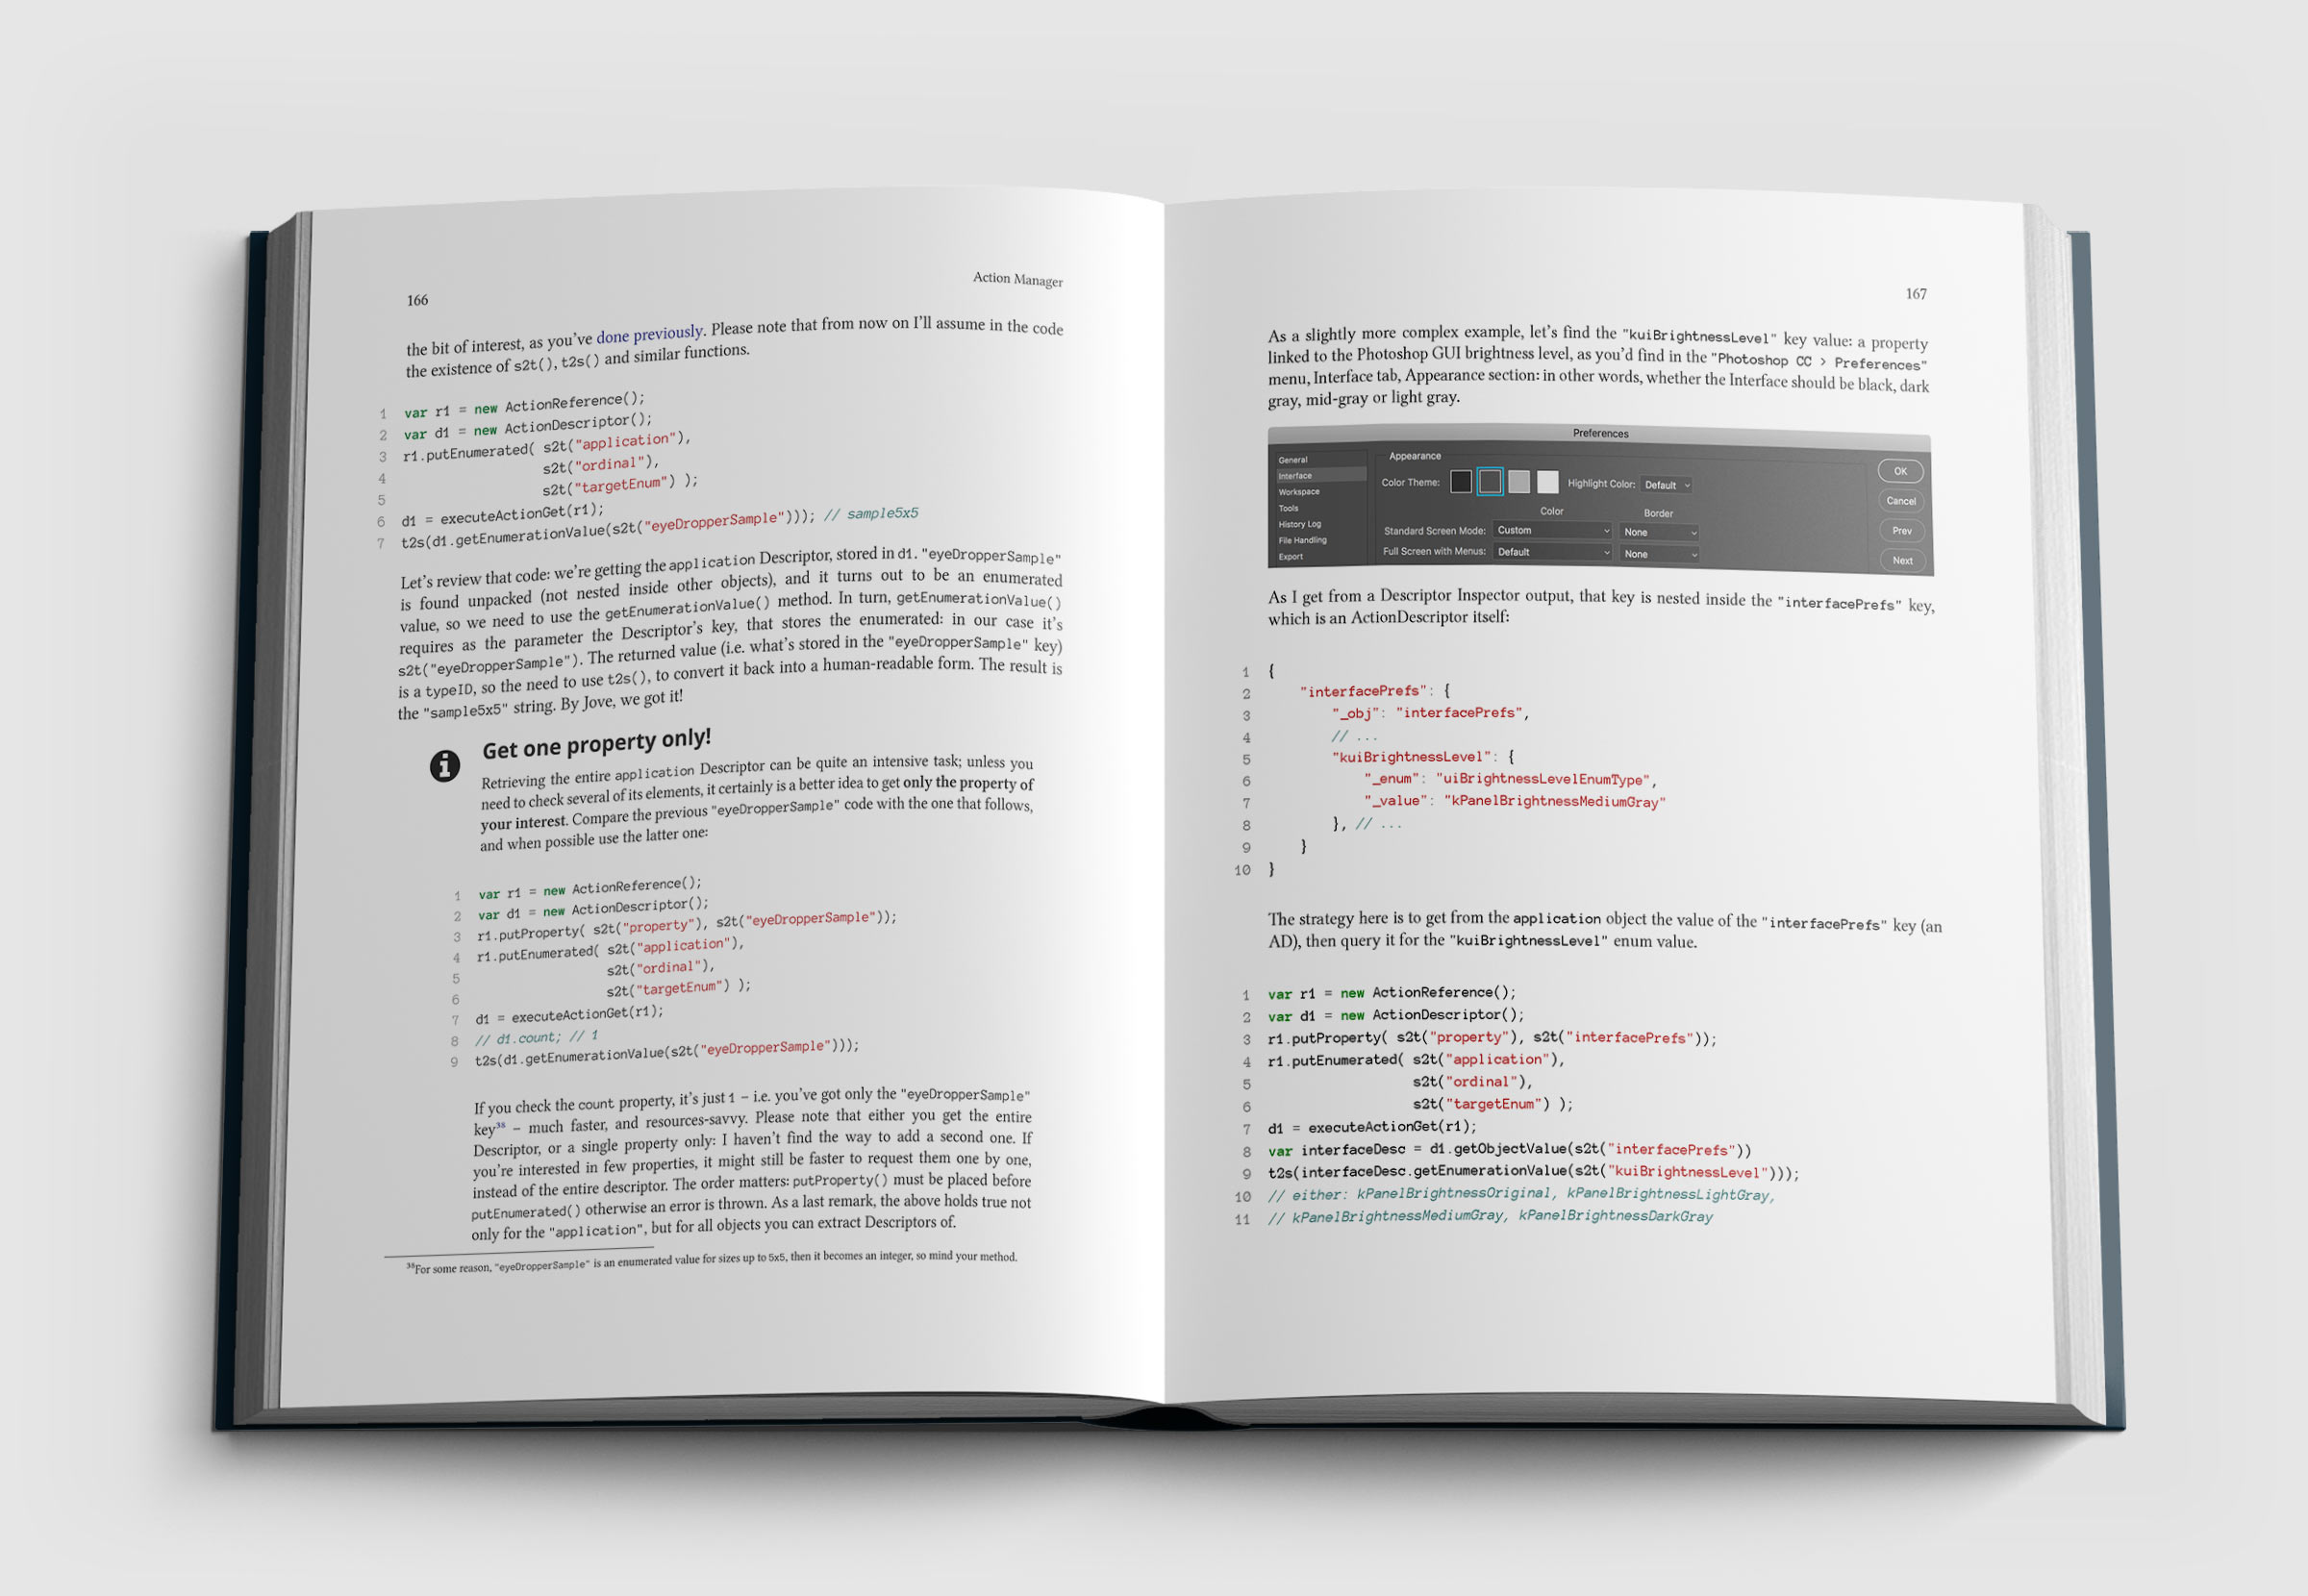 166
Action Manager
the bit of interest, as you've done previously. Please note that from now on I'll assume in the code
the existence of s2t(), t2s() and similar functions.
1 var r1 = new ActionReference();
2 var d1 = new ActionDescriptor();
3 r1.putEnumerated( s2t("application"),
4 s2t("ordinal"),
5 s2t("targetEnum") );
6 d1 = executeActionGet(r1);
7 t2s(d1.getEnumerationValue(s2t("eyeDropperSample"))); // sample5x5
Let's review that code: we're getting the application Descriptor, stored in d1. "eyeDropperSample"
is found unpacked (not nested inside other objects), and it turns out to be an enumerated
value, so we need to use the getEnumerationValue() method. In turn, getEnumerationValue()
requires as the parameter the Descriptor's key, that stores the enumerated: in our case it's
s2t("eyeDropperSample"). The returned value (i.e. what's stored in the "eyeDropperSample" key)
is a typeID, so the need to use t2s(), to convert it back into a human-readable form. The result is
the "sample5x5" string. By Jove, we got it!
Get one property only!
Retrieving the entire application Descriptor can be quite an intensive task; unless you
need to check several of its elements, it certainly is a better idea to get only the property of
your interest. Compare the previous "eyeDropperSample" code with the one that follows,
and when possible use the latter one:
1 var r1 = new ActionReference();
2 var d1 = new ActionDescriptor();
3 r1.putProperty( s2t("property"), s2t("eyeDropperSample"));
4 r1.putEnumerated( s2t("application"),
5 s2t("ordinal"),
6 s2t("targetEnum") );
7 d1 = executeActionGet(r1);
8 // d1.count; // 1
9 t2s(d1.getEnumerationValue(s2t("eyeDropperSample")));
If you check the count property, it's just 1 – i.e. you've got only the "eyeDropperSample"
key38 – much faster, and resources-savvy. Please note that either you get the entire
Descriptor, or a single property only: I haven't find the way to add a second one. If
you're interested in few properties, it might still be faster to request them one by one,
instead of the entire descriptor. The order matters: putProperty() must be placed before
putEnumerated() otherwise an error is thrown. As a last remark, the above holds true not
only for the "application", but for all objects you can extract Descriptors of.
38For some reason, "eyeDropperSample" is an enumerated value for sizes up to 5x5, then it becomes an integer, so mind your method.
167
As a slightly more complex example, let's find the "kuiBrightnessLevel" key value: a property
linked to the Photoshop GUI brightness level, as you'd find in the "Photoshop CC > Preferences"
menu, Interface tab, Appearance section: in other words, whether the Interface should be black, dark
gray, mid-gray or light gray.
Preferences
General
Interface
Workspace
Tools
History Log
File Handling
Export
Appearance
Color Theme: Highlight Color: Default
Color Border
Standard Screen Mode: Custom None
Full Screen with Menus: Default None
OK
Cancel
Prev
Next
As I get from a Descriptor Inspector output, that key is nested inside the "interfacePrefs" key,
which is an ActionDescriptor itself:
1 {
2 "interfacePrefs": {
3 "_obj": "interfacePrefs",
4 // ...
5 "kuiBrightnessLevel": {
6 "_enum": "uiBrightnessLevelEnumType",
7 "_value": "kPanelBrightnessMediumGray"
8 }, // ...
9 }
10 }
The strategy here is to get from the application object the value of the "interfacePrefs" key (an
AD), then query it for the "kuiBrightnessLevel" enum value.
1 var r1 = new ActionReference();
2 var d1 = new ActionDescriptor();
3 r1.putProperty( s2t("property"), s2t("interfacePrefs"));
4 r1.putEnumerated( s2t("application"),
5 s2t("ordinal"),
6 s2t("targetEnum") );
7 d1 = executeActionGet(r1);
8 var interfaceDesc = d1.getObjectValue(s2t("interfacePrefs"))
9 t2s(interfaceDesc.getEnumerationValue(s2t("kuiBrightnessLevel")));
10 // either: kPanelBrightnessOriginal, kPanelBrightnessLightGray,
11 // kPanelBrightnessMediumGray, kPanelBrightnessDarkGray